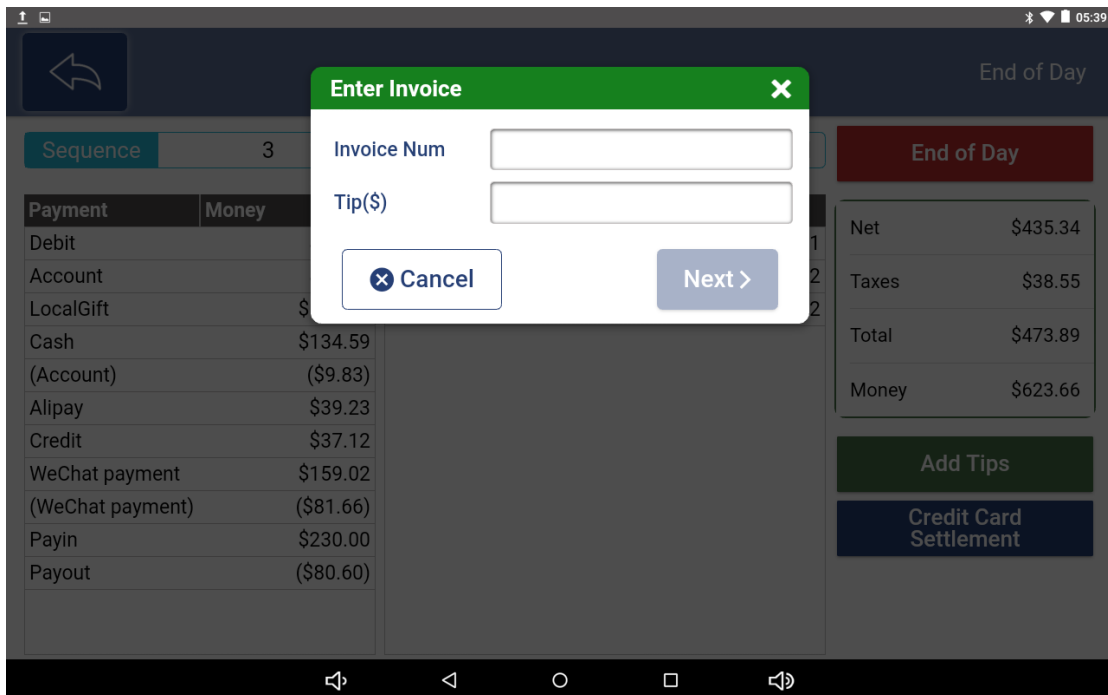 05:39
End of Day
Enter Invoice
Sequence 3
Invoice Num
End of Day
Tip($)
Payment Money
Debit 1
Account 2
LocalGift $ 2
Cash $134.59
(Account) ($9.83)
Alipay $39.23
Credit $37.12
WeChat payment $159.02
(WeChat payment) ($81.66)
Payin $230.00
Payout ($80.60)
Cancel Next
Net $435.34
Taxes $38.55
Total $473.89
Money $623.66
Add Tips
Credit Card
Settlement